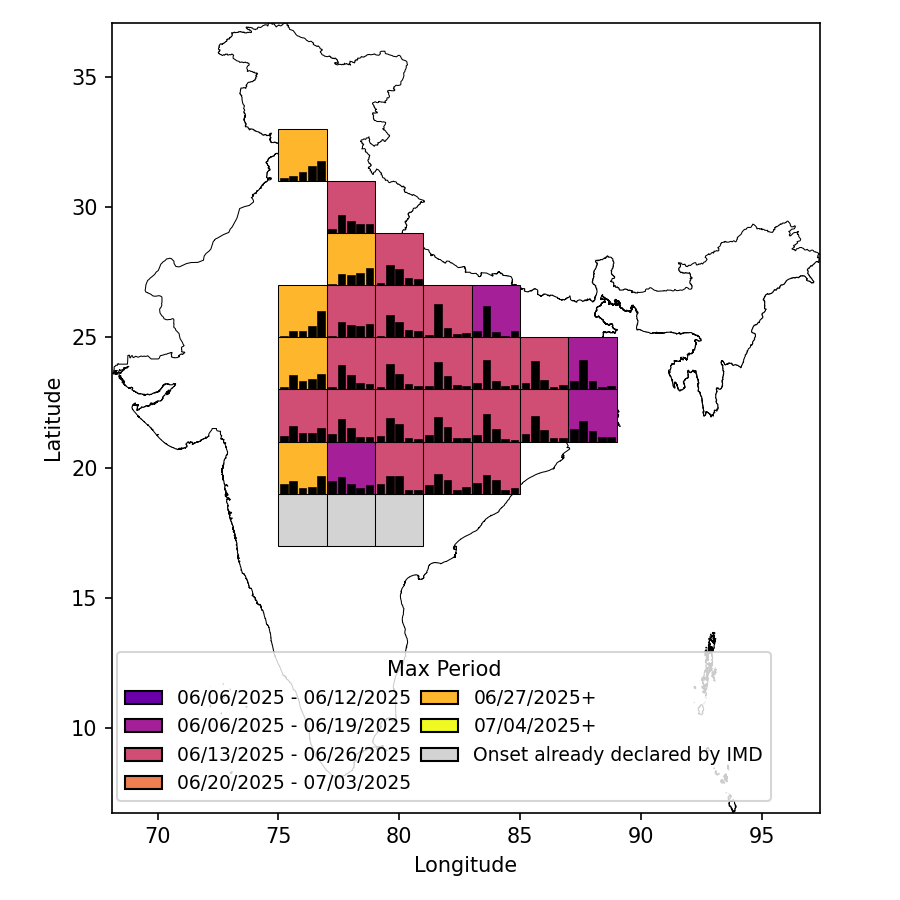 35
30
25
20
15
10
Latitude
Max Period
06/06/2025 - 06/12/2025
06/06/2025 - 06/19/2025
06/13/2025 - 06/26/2025
06/20/2025 - 07/03/2025
06/27/2025+
07/04/2025+
Onset already declared by IMD
70 75 80 85 90 95
Longitude